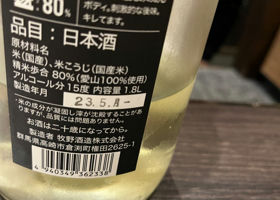 80%
ボディ。刺激的な後味。
キレてます。
品目：日本酒
米(国産)、米こうじ(国産米)
精米歩合 80%(愛山100%使用)
アルコール分 15度 内容量 1.8L
製造年月
23.5.月-
・米の成分が凝固し滓が沈殿することがあ
りますが、品質には問題ありません。
お酒は二十歳になってから。
製造者 牧野酒造株式会社
群馬県高崎市倉渕町権田2625-1
4 940349 362338